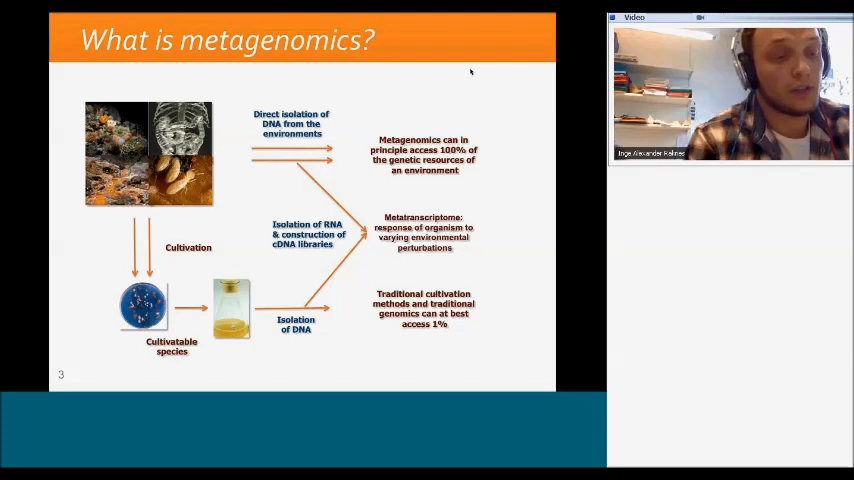 What is metagenomics?
Direct isolation of
DNA from the
environments
Metagenomics can in
principle access 100% of
the genetic resources of
an environment
Isolation of RNA
& construction of
cDNA libraries
Metatranscriptome:
response of organism to
varying environmental
perturbations
Cultivation
Traditional cultivation
methods and traditional
genomics can at best
access 1%
Isolation
of DNA
Cultivatable
species
3
Video
Inge Alexander Raknes